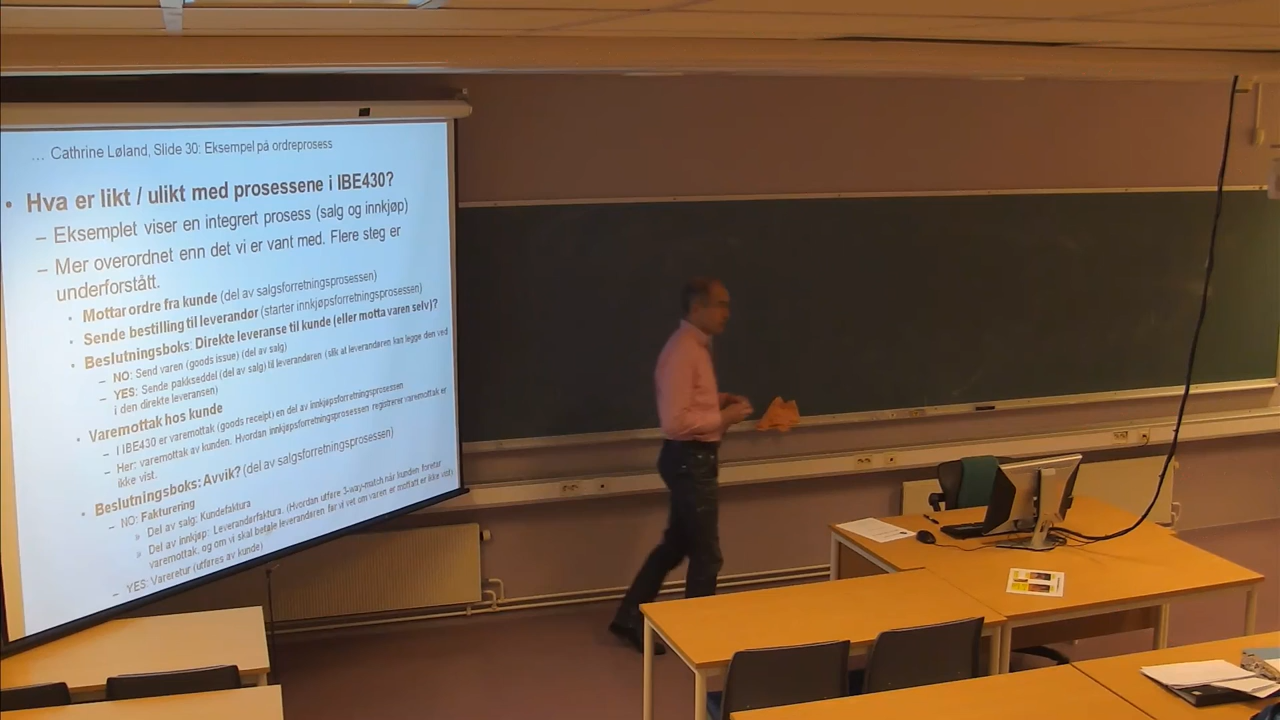 ... Cathrine Løland, Slide 30: Eksempel på ordreprosess
• Hva er likt / ulikt med prosessene i IBE430?
– Eksemplet viser en integrert prosess (salg og innkjøp)
– Mer overordnet enn det vi er vant med. Flere steg er
underforstått.
• Mottar ordre fra kunde (del av salgsforretningsprosessen)
• Sende bestilling til leverandør (starter innkjøpsforretningsprosessen)
• Beslutningsboks: Direkte leveranse til kunde (eller motta varen selv)?
– NO: Send varen (goods issue) (del av salg)
– YES: Sende pakkseddel (del av salg) til leverandøren (slik at leverandøren kan legge den ved
i den direkte leveransen)
• Varemottak hos kunde
– I IBE430 er varemottak (goods receipt) en del av innkjøpsforretningsprosessen
– Her: varemottak av kunden. Hvordan innkjøpsforretningsprosessen registrerer varemottak er
ikke vist.
• Beslutningsboks: Avvik? (del av salgsforretningsprosessen)
– NO: Fakturering
» Del av salg: Kundefaktura
» Del av innkjøp: Leverandørfaktura. (Hvordan utføre 3-way-match når kunden foretar
varemottak, og om vi skal betale leverandøren før vi vet om varen er mottatt er ikke vist)
– YES: Vareretur (utføres av kunde)